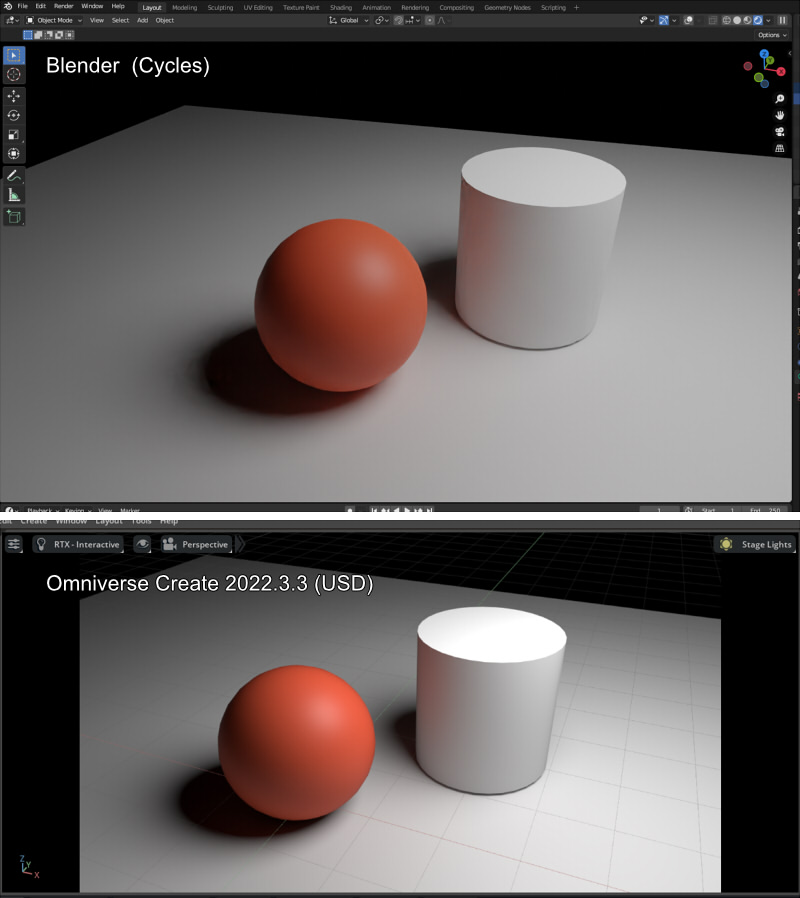 File Edit Render Window Help Layout Modeling Sculpting UV Editing Texture Paint Shading Animation Rendering Compositing Geometry Nodes Scripting +
Object Mode View Select Add Object Global
Options
Blender (Cycles)
Z
Y
X
Playback Keying View Marker 1 Start 1 End 250
Edit Create Window Layout Tools Help
RTX - Interactive Perspective Stage Lights
Omniverse Create 2022.3.3 (USD)
Z
Y
X